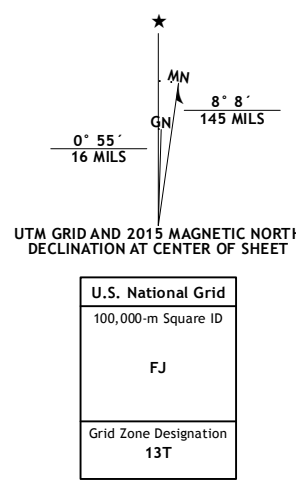 ★
MN
8° 8´
145 MILS
GN
0° 55´
16 MILS
UTM GRID AND 2015 MAGNETIC NORTH
DECLINATION AT CENTER OF SHEET
U.S. National Grid
100,000-m Square ID
FJ
Grid Zone Designation
13T